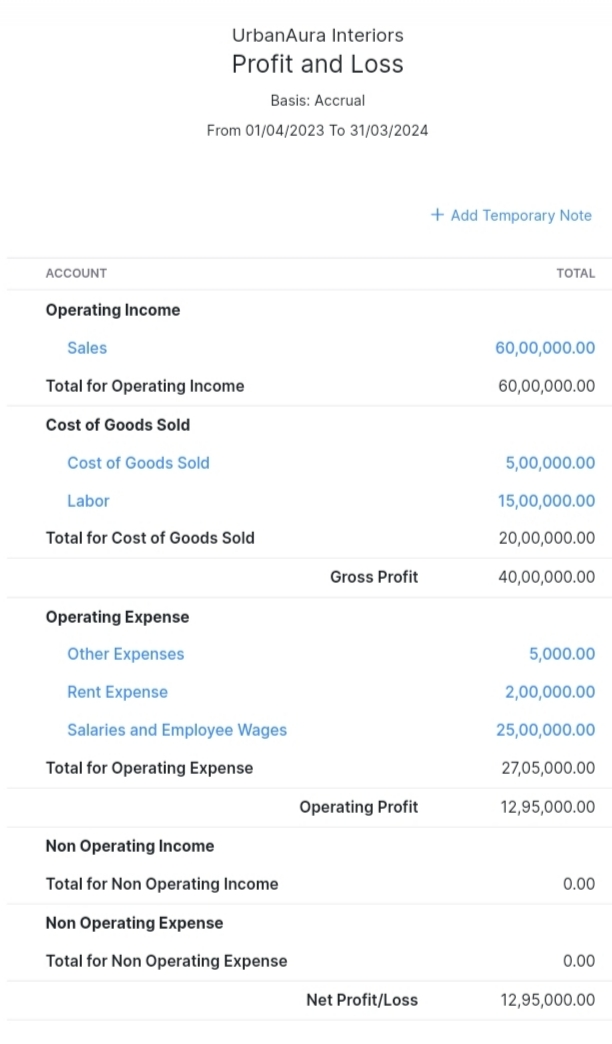 UrbanAura Interiors
Profit and Loss
Basis: Accrual
From 01/04/2023 To 31/03/2024
+ Add Temporary Note
ACCOUNT TOTAL
Operating Income
Sales 60,00,000.00
Total for Operating Income 60,00,000.00
Cost of Goods Sold
Cost of Goods Sold 5,00,000.00
Labor 15,00,000.00
Total for Cost of Goods Sold 20,00,000.00
Gross Profit 40,00,000.00
Operating Expense
Other Expenses 5,000.00
Rent Expense 2,00,000.00
Salaries and Employee Wages 25,00,000.00
Total for Operating Expense 27,05,000.00
Operating Profit 12,95,000.00
Non Operating Income
Total for Non Operating Income 0.00
Non Operating Expense
Total for Non Operating Expense 0.00
Net Profit/Loss 12,95,000.00